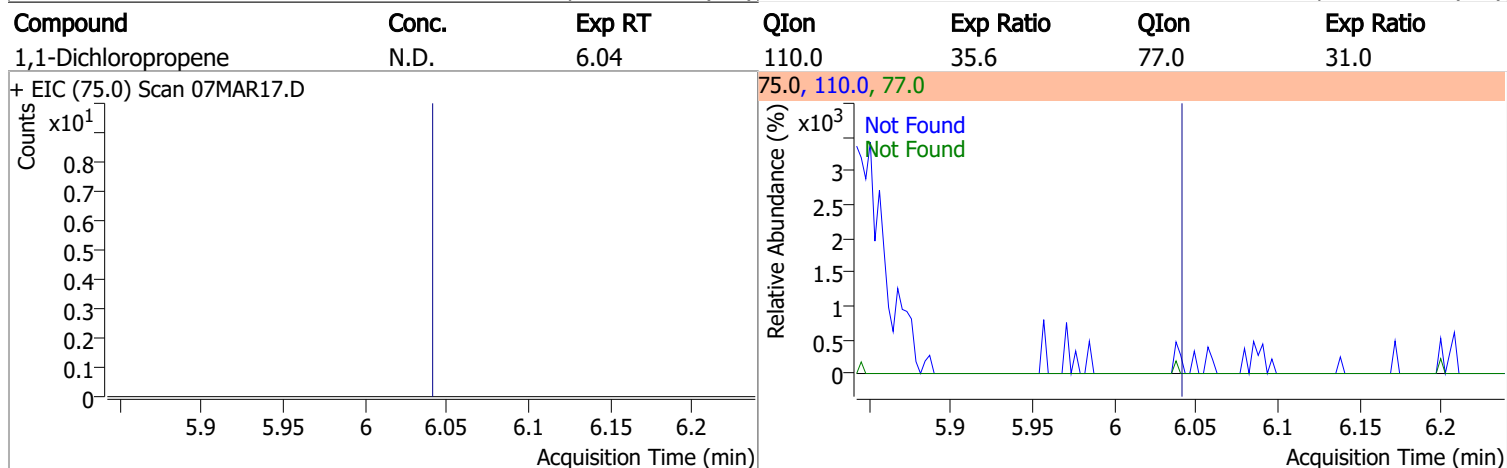 Compound Conc. Exp RT QIon Exp Ratio QIon Exp Ratio
1,1-Dichloropropene N.D. 6.04 110.0 35.6 77.0 31.0
+ EIC (75.0) Scan 07MAR17.D
Counts
x10¹
0.8
0.7
0.6
0.5
0.4
0.3
0.2
0.1
0
5.9 5.95 6 6.05 6.1 6.15 6.2
Acquisition Time (min)
75.0, 110.0, 77.0
Relative Abundance (%)
x10³
Not Found
Not Found
3
2.5
2
1.5
1
0.5
0
5.9 5.95 6 6.05 6.1 6.15 6.2
Acquisition Time (min)